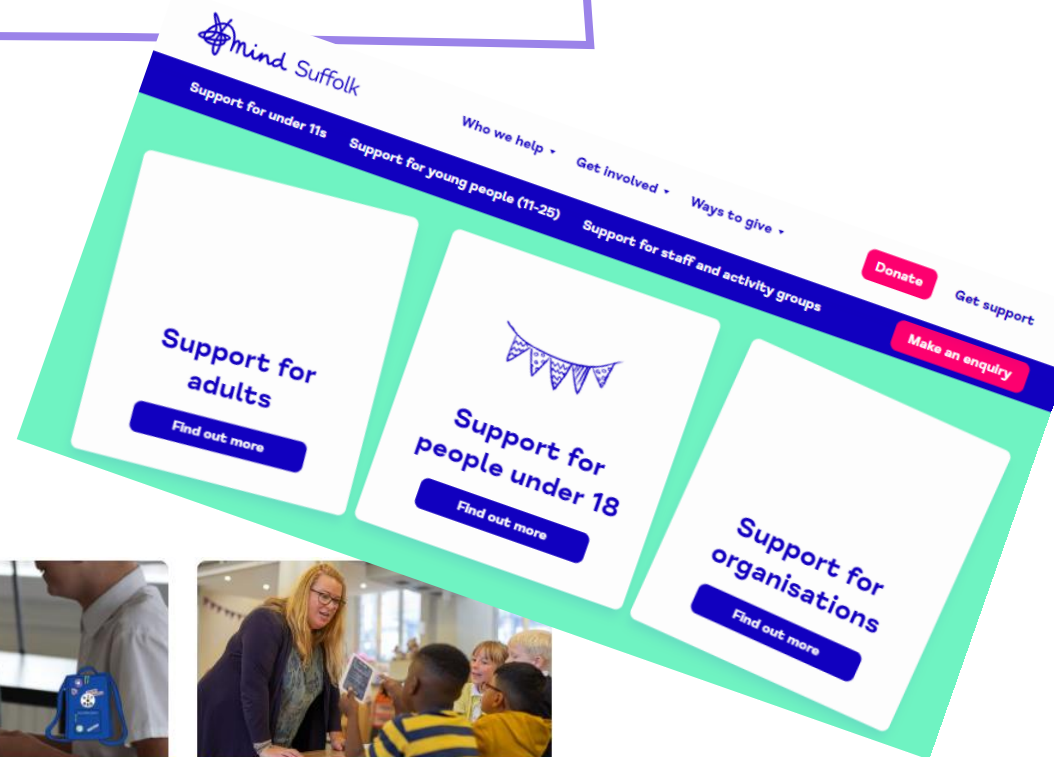 mind Suffolk
Who we help
Get involved
Ways to give
Donate
Get support
Support for under 11s
Support for young people (11-25)
Support for staff and activity groups
Make an enquiry
Support for
adults
Find out more
Support for
people under 18
Find out more
Support for
organisations
Find out more